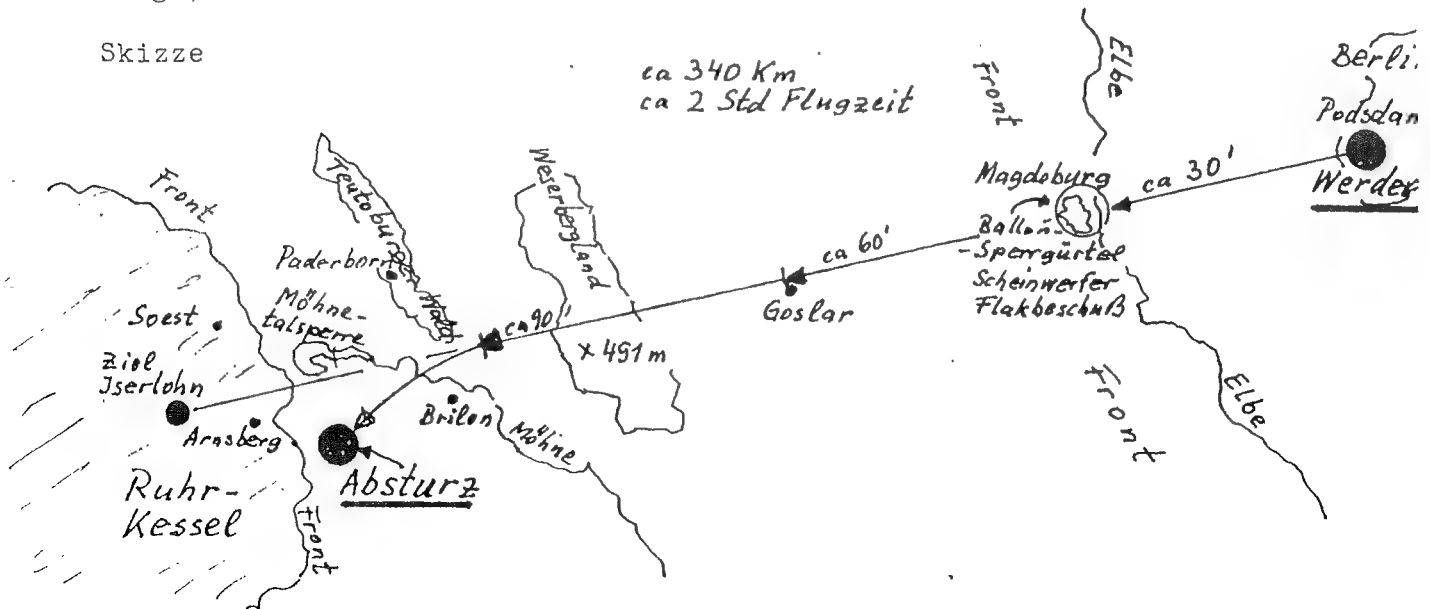 Skizze
ca 340 Km
ca 2 Std Flugzeit
Front
Elbe
Berli.
Podsdam
Werder
ca 30'
Magdeburg
Ballon-
-Sperrgürtel
Scheinwerfer
Flakbeschuß
ca 60'
Goslar
Weserbergland
x 491 m
ca 90'
Teutoburger Wald
Paderborn
Möhne-
talsperre
Front
Soest
Ziel
Iserlohn
Arnsberg
Brilon
Möhne
Absturz
Ruhr-
Kessel
Front
Front
Elbe